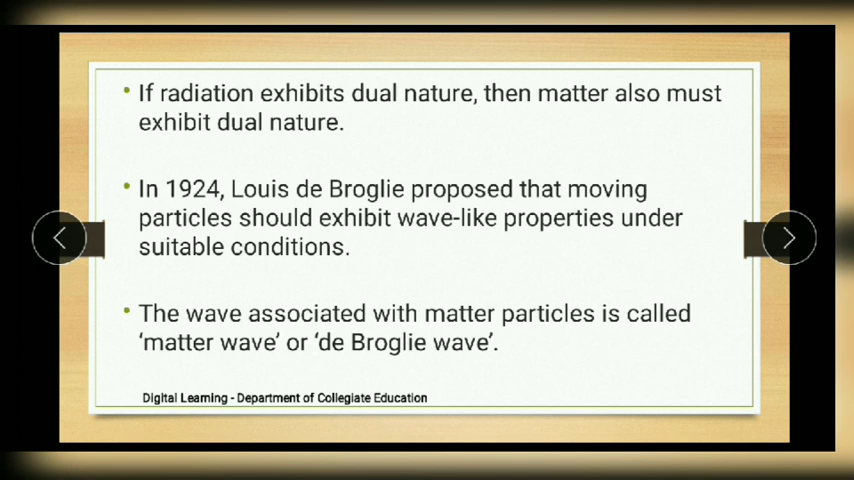 • If radiation exhibits dual nature, then matter also must
exhibit dual nature.
• In 1924, Louis de Broglie proposed that moving
particles should exhibit wave-like properties under
suitable conditions.
• The wave associated with matter particles is called
‘matter wave’ or ‘de Broglie wave’.
Digital Learning - Department of Collegiate Education